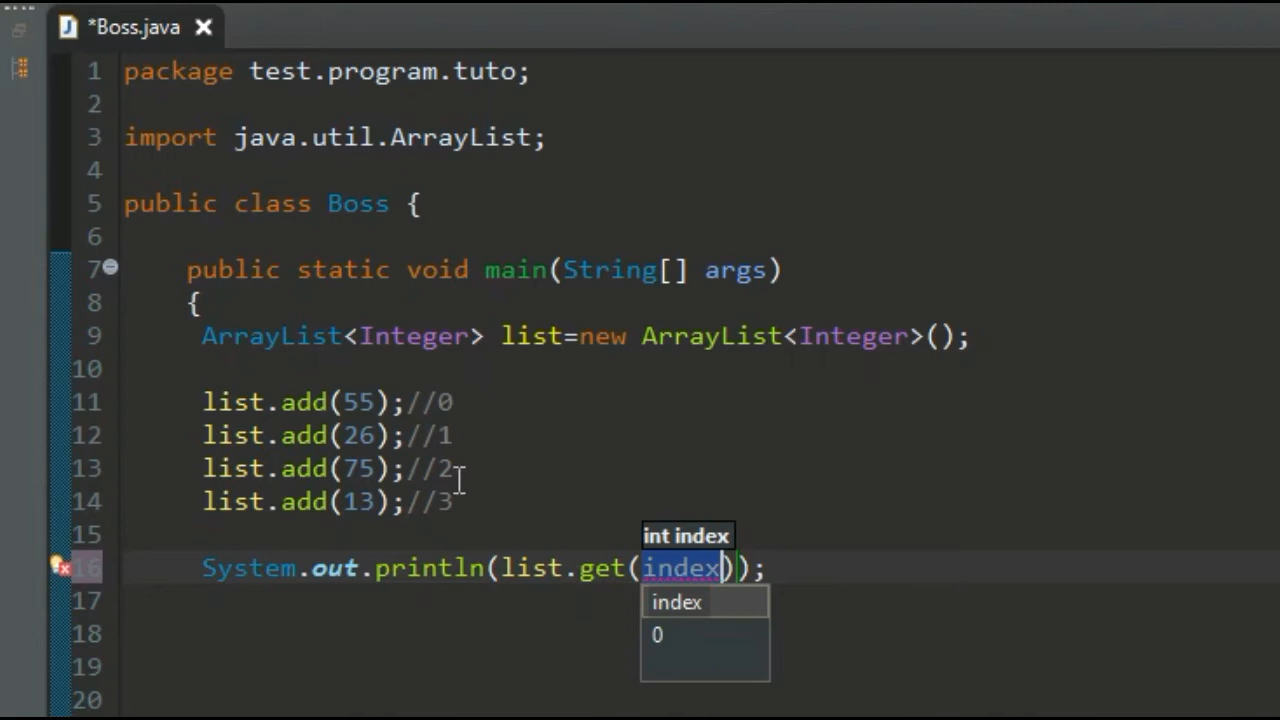 *Boss.java
1 package test.program.tuto;
2
3 import java.util.ArrayList;
4
5 public class Boss {
6
7 public static void main(String[] args)
8 {
9 ArrayList<Integer> list=new ArrayList<Integer>();
10
11 list.add(55);//0
12 list.add(26);//1
13 list.add(75);//2
14 list.add(13);//3
15
int index
16 System.out.println(list.get(index));
17
index
18
0
19
20